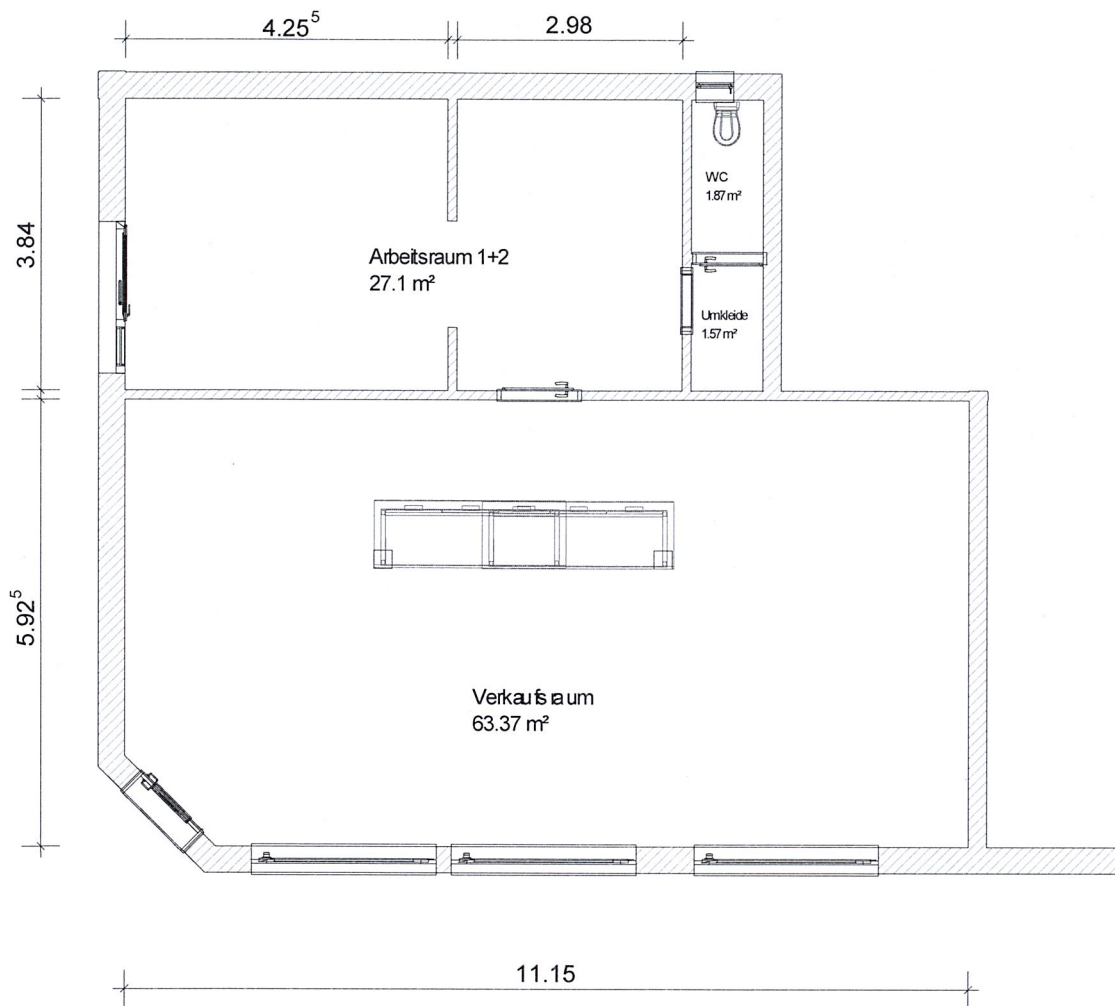 4.25⁵
2.98
3.84
WC
1.87 m²
Arbeitsraum 1+2
27.1 m²
Umkleide
1.57 m²
5.92⁵
Verkaufsraum
63.37 m²
11.15